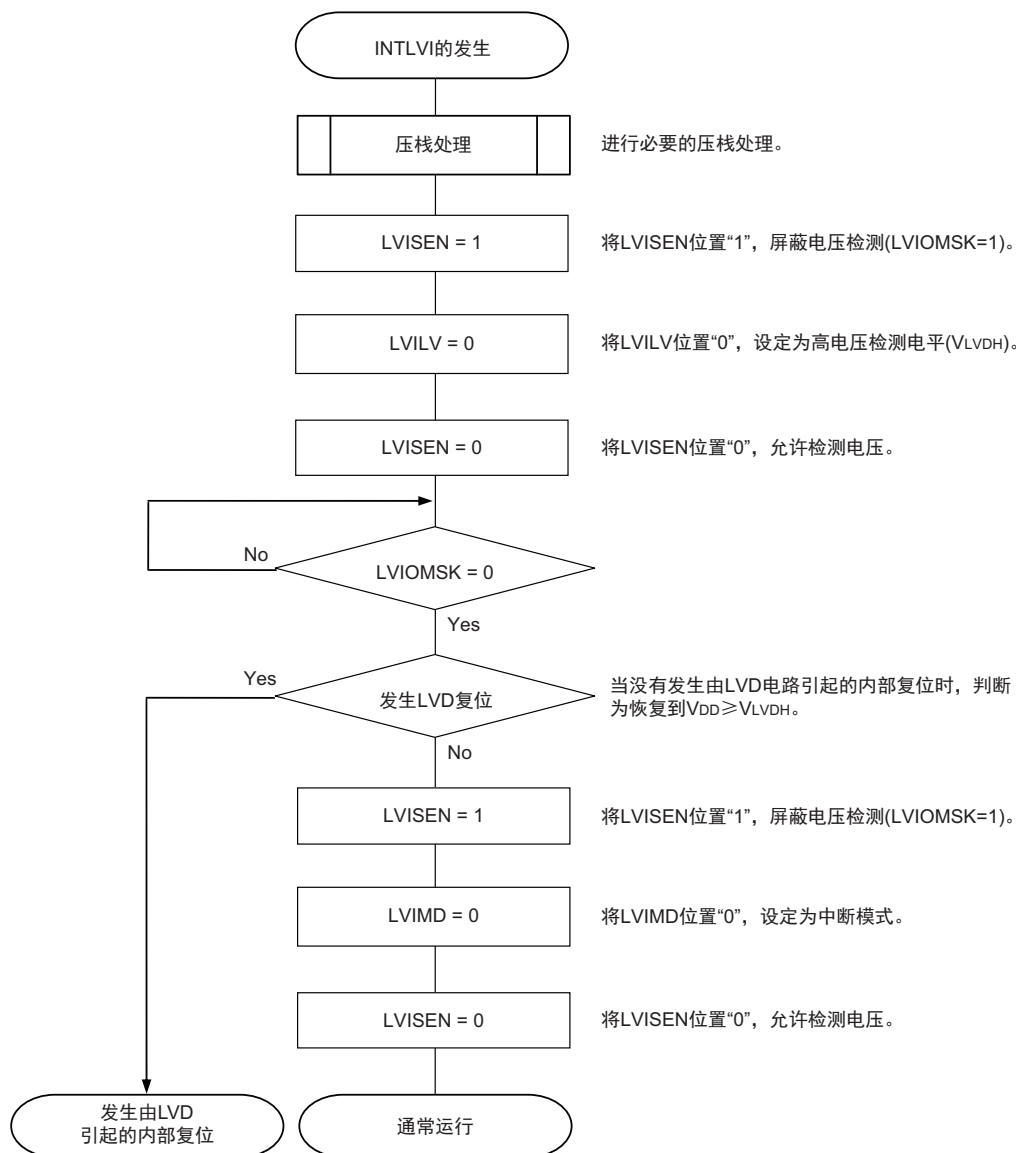 INTLVI的发生
压栈处理
进行必要的压栈处理。
LVISEN = 1
将LVISEN位置“1”，屏蔽电压检测(LVIOMSK=1)。
LVILV = 0
将LVILV位置“0”，设定为高电压检测电平(VLVDH)。
LVISEN = 0
将LVISEN位置“0”，允许检测电压。
No
LVIOMSK = 0
Yes
Yes
发生LVD复位
当没有发生由LVD电路引起的内部复位时，判断
为恢复到VDD≥VLVDH。
No
LVISEN = 1
将LVISEN位置“1”，屏蔽电压检测(LVIOMSK=1)。
LVIMD = 0
将LVIMD位置“0”，设定为中断模式。
LVISEN = 0
将LVISEN位置“0”，允许检测电压。
发生由LVD
引起的内部复位
通常运行